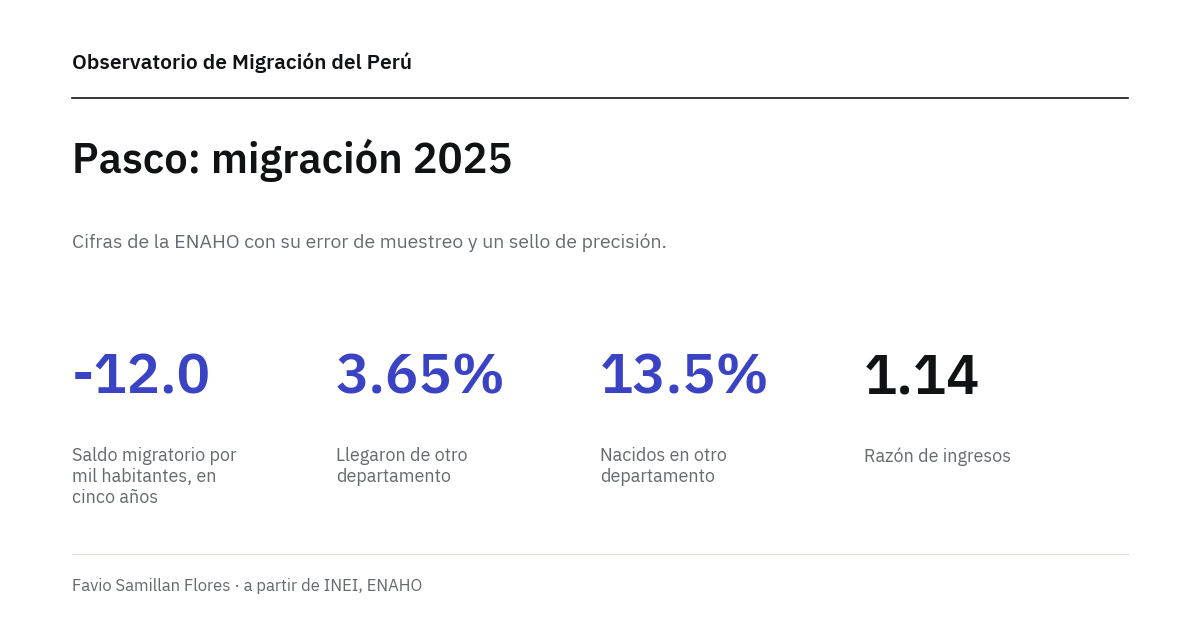 Observatorio de Migración del Perú
Pasco: migración 2025
Cifras de la ENAHO con su error de muestreo y un sello de precisión.
-12.0
Saldo migratorio por
mil habitantes, en
cinco años
3.65%
Llegaron de otro
departamento
13.5%
Nacidos en otro
departamento
1.14
Razón de ingresos
Favio Samillan Flores · a partir de INEI, ENAHO